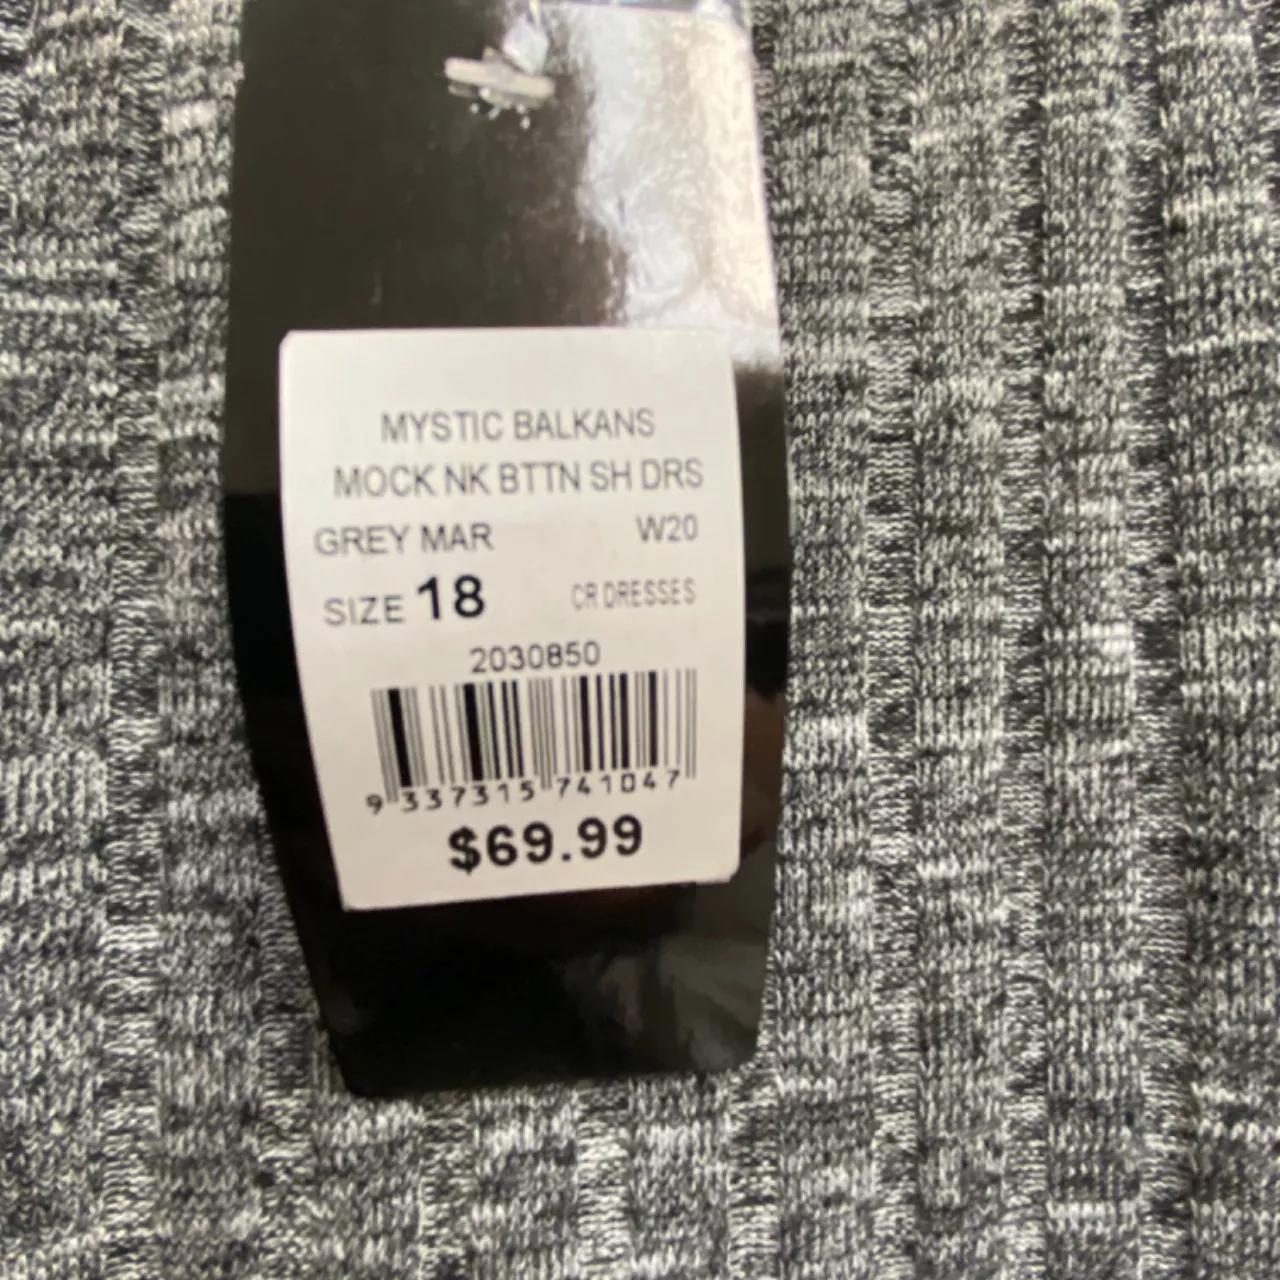 MYSTIC BALKANS
MOCK NK BTTN SH DRS
GREY MAR W20
SIZE 18 CR DRESSES
2030850
9 337315 741047
$69.99